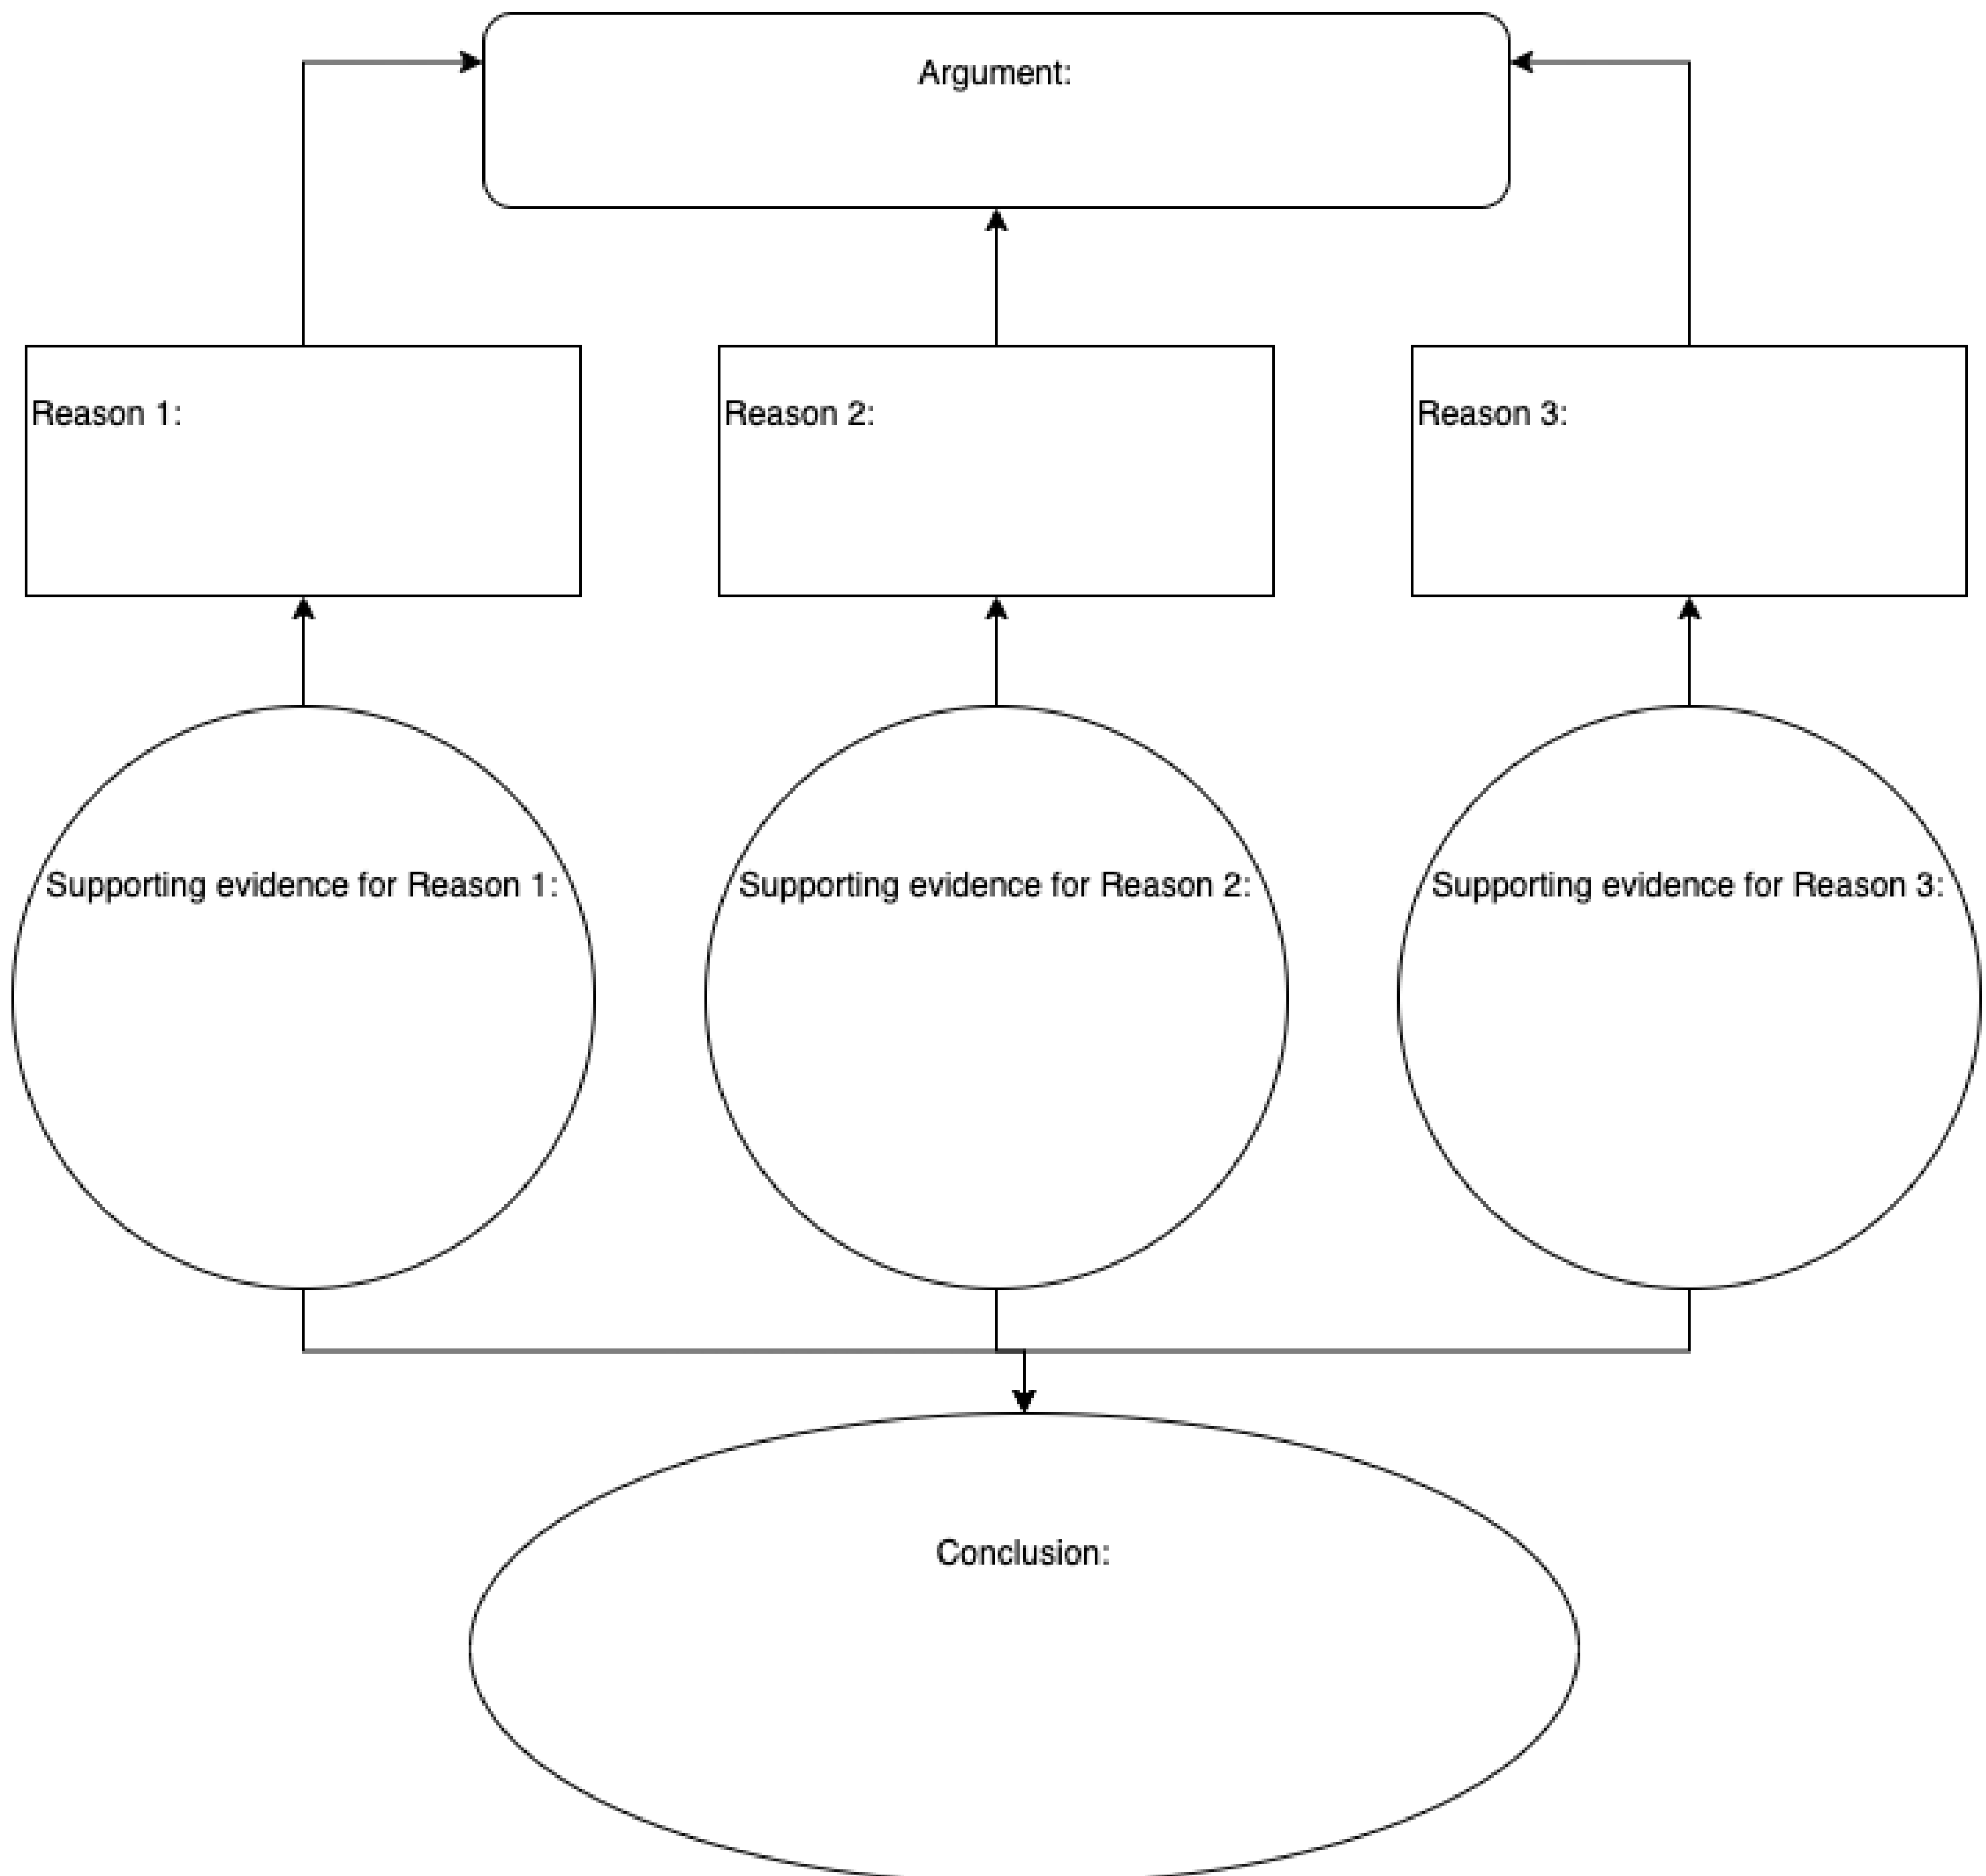 Argument:
Reason 1:
Reason 2:
Reason 3:
Supporting evidence for Reason 1:
Supporting evidence for Reason 2:
Supporting evidence for Reason 3:
Conclusion: